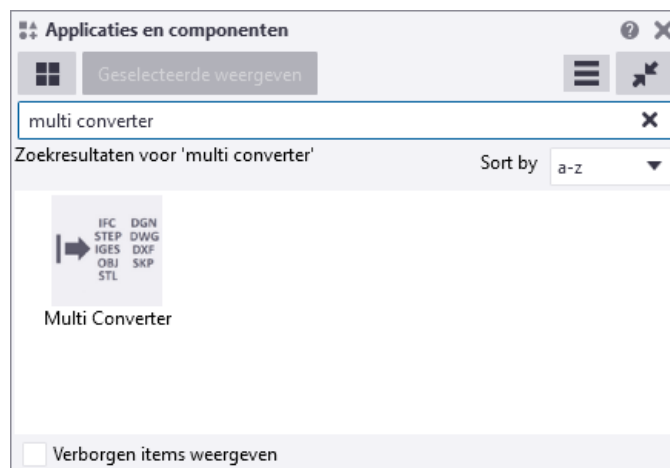 Applicaties en componenten
Geselecteerde weergeven
multi converter
Zoekresultaten voor 'multi converter'
Sort by a-z
IFC DGN
STEP DWG
IGES DXF
OBJ SKP
STL
Multi Converter
Verborgen items weergeven